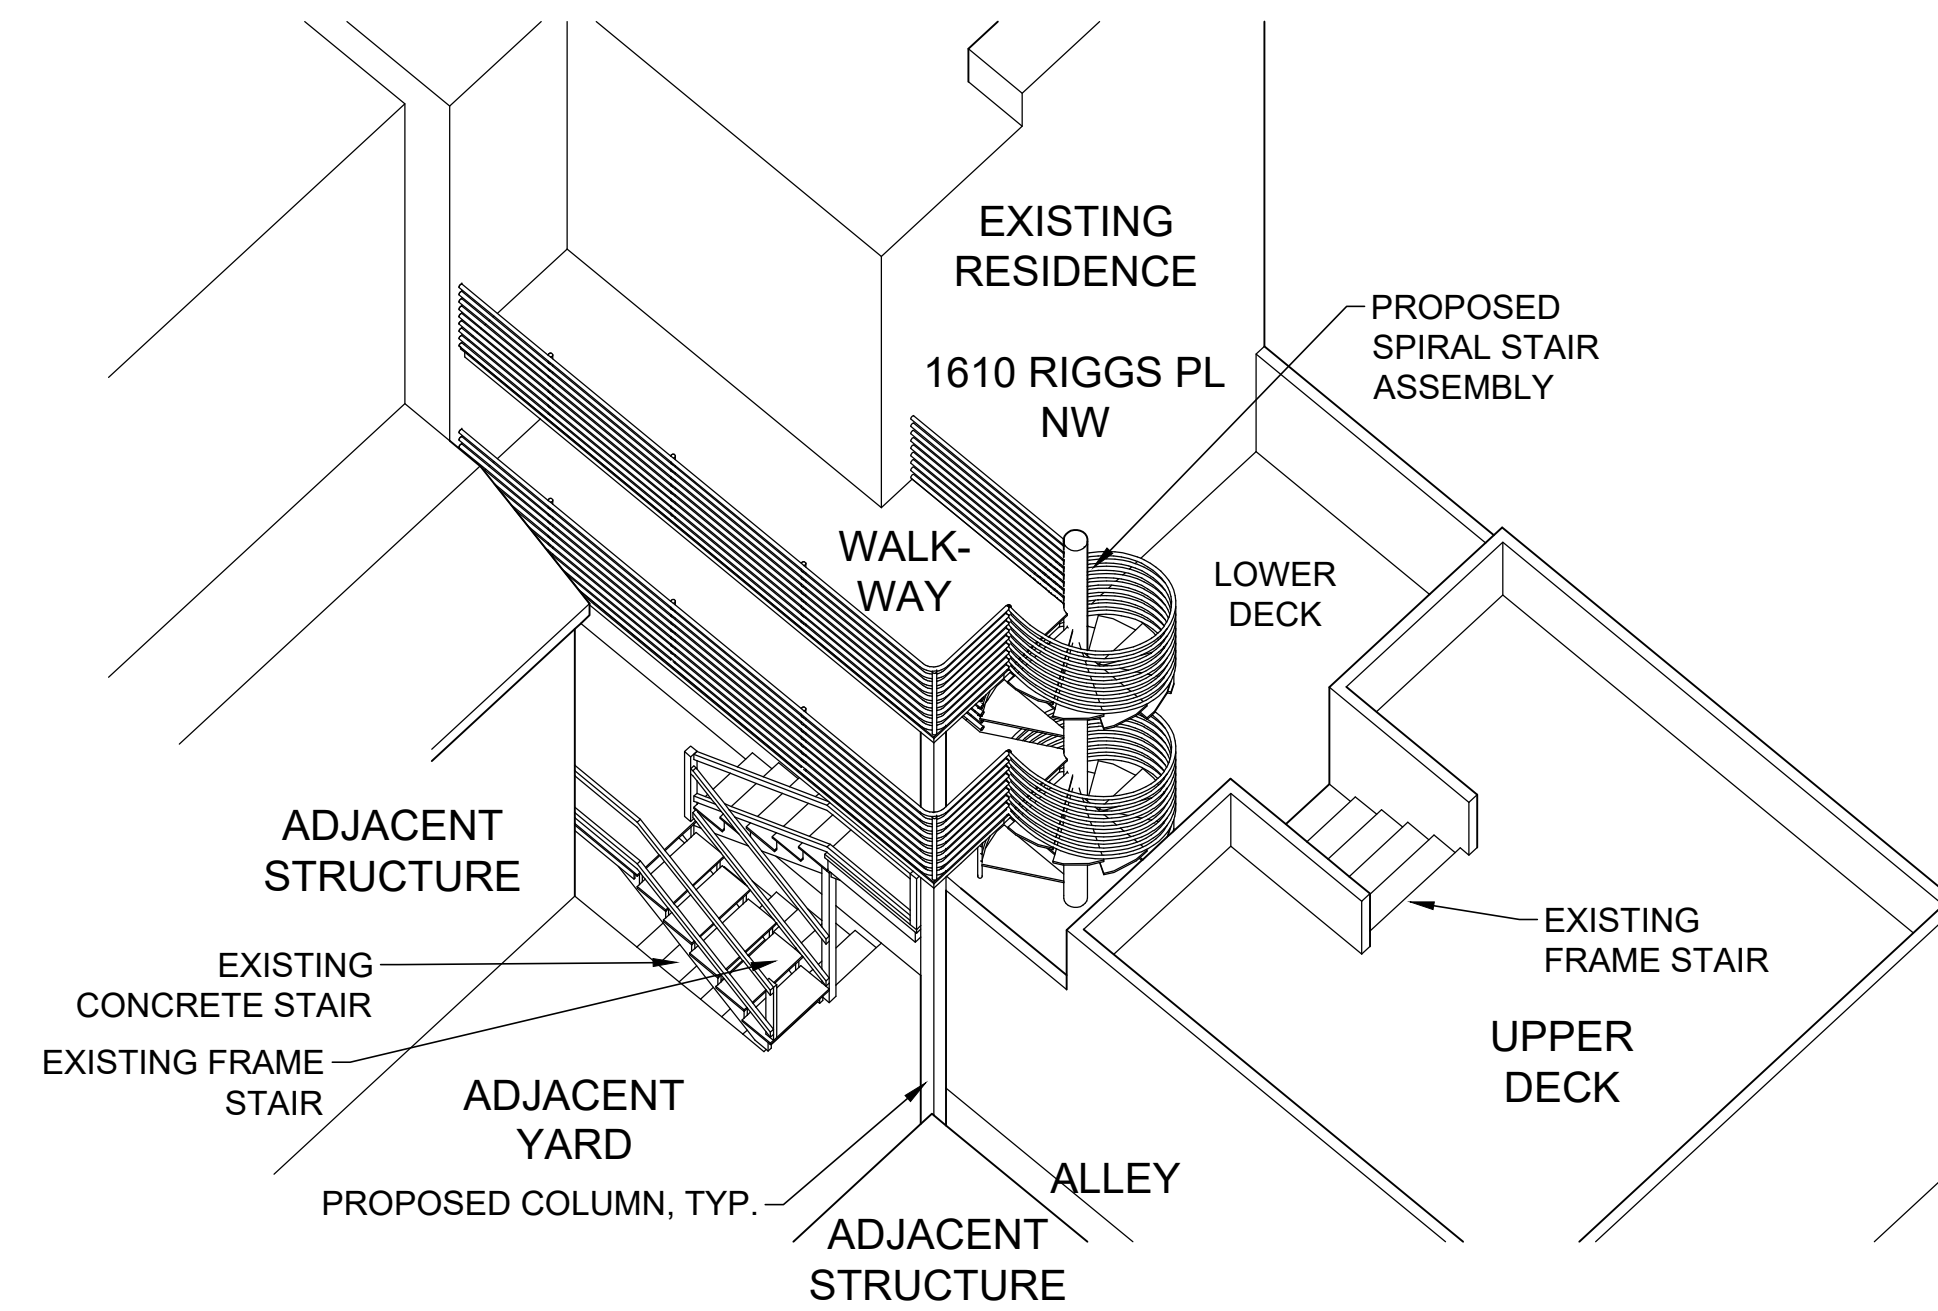 EXISTING
RESIDENCE
1610 RIGGS PL
NW
PROPOSED
SPIRAL STAIR
ASSEMBLY
WALK-
WAY
LOWER
DECK
ADJACENT
STRUCTURE
EXISTING
CONCRETE STAIR
EXISTING FRAME
STAIR
EXISTING
FRAME STAIR
UPPER
DECK
ADJACENT
YARD
PROPOSED COLUMN, TYP.
ALLEY
ADJACENT
STRUCTURE